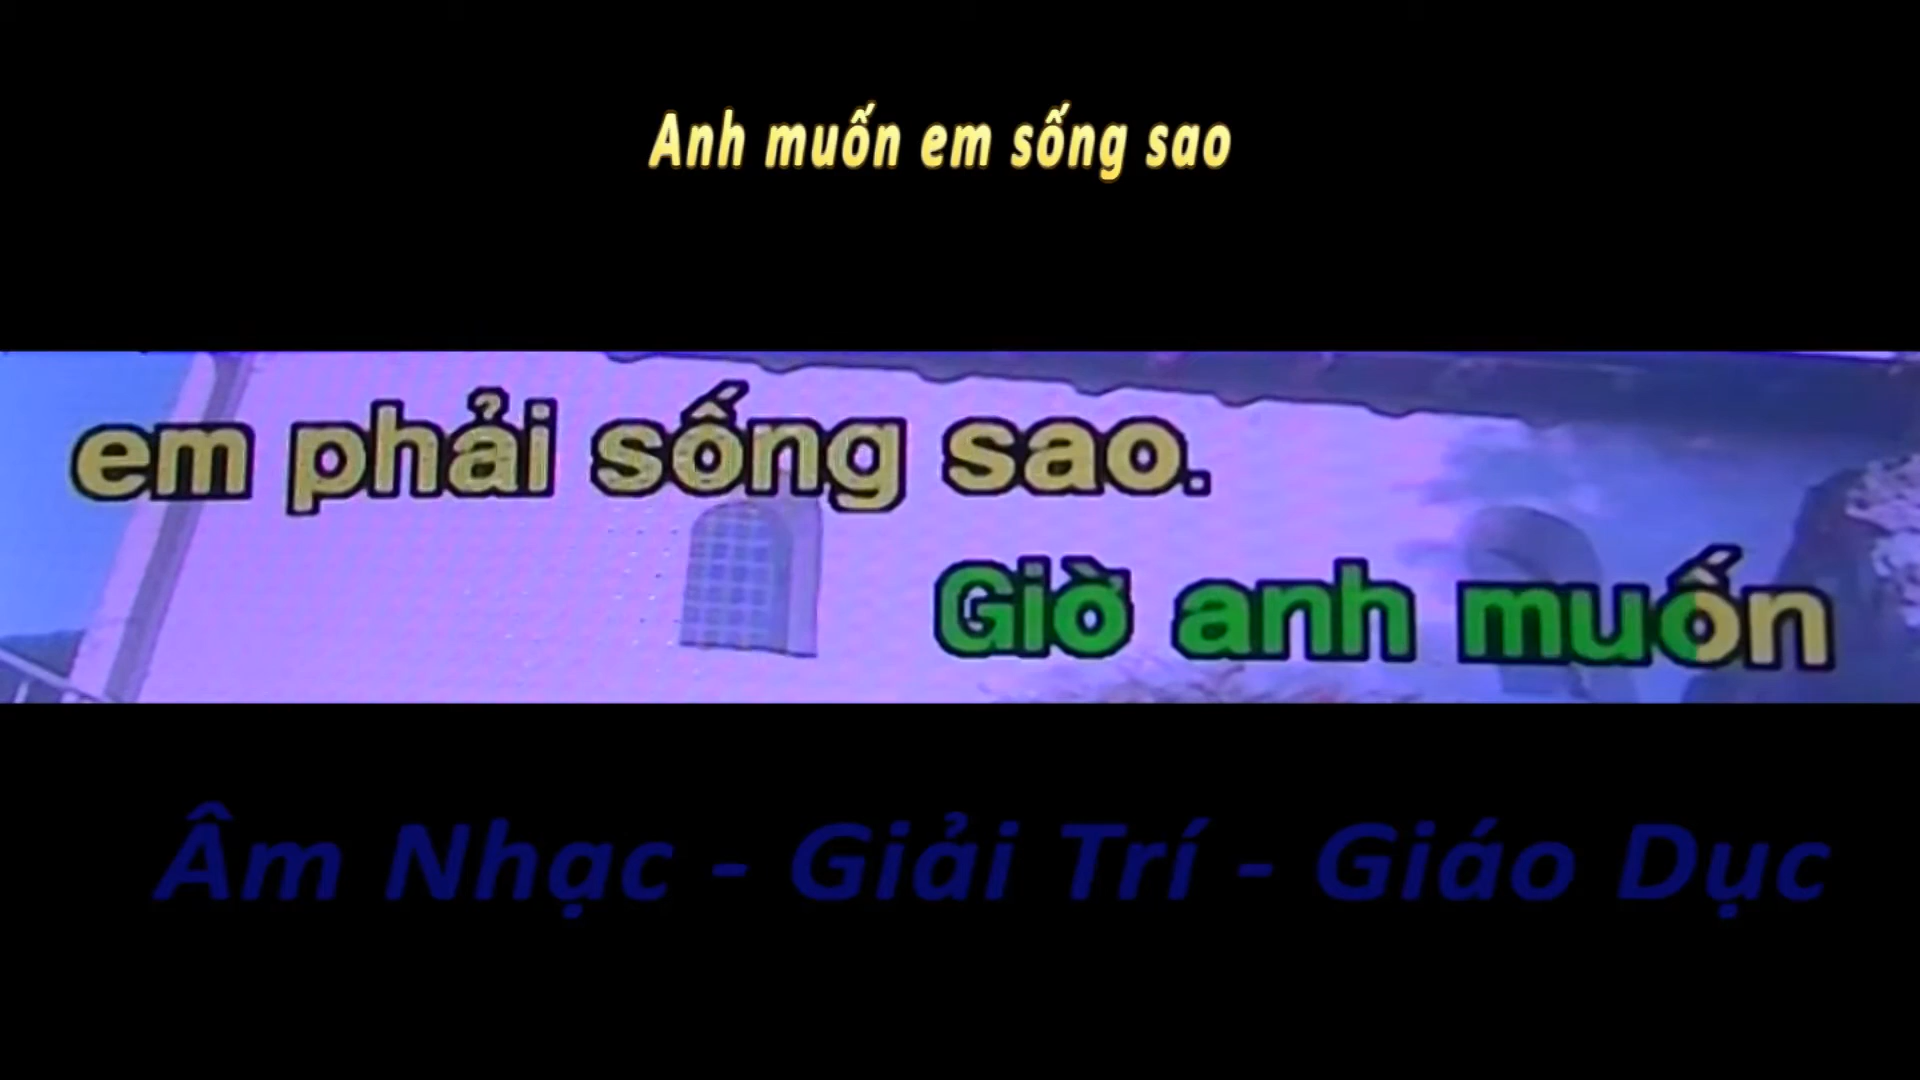 Anh muốn em sống sao
em phải sống sao.
Giờ anh muốn
Âm Nhạc - Giải Trí - Giáo Dục